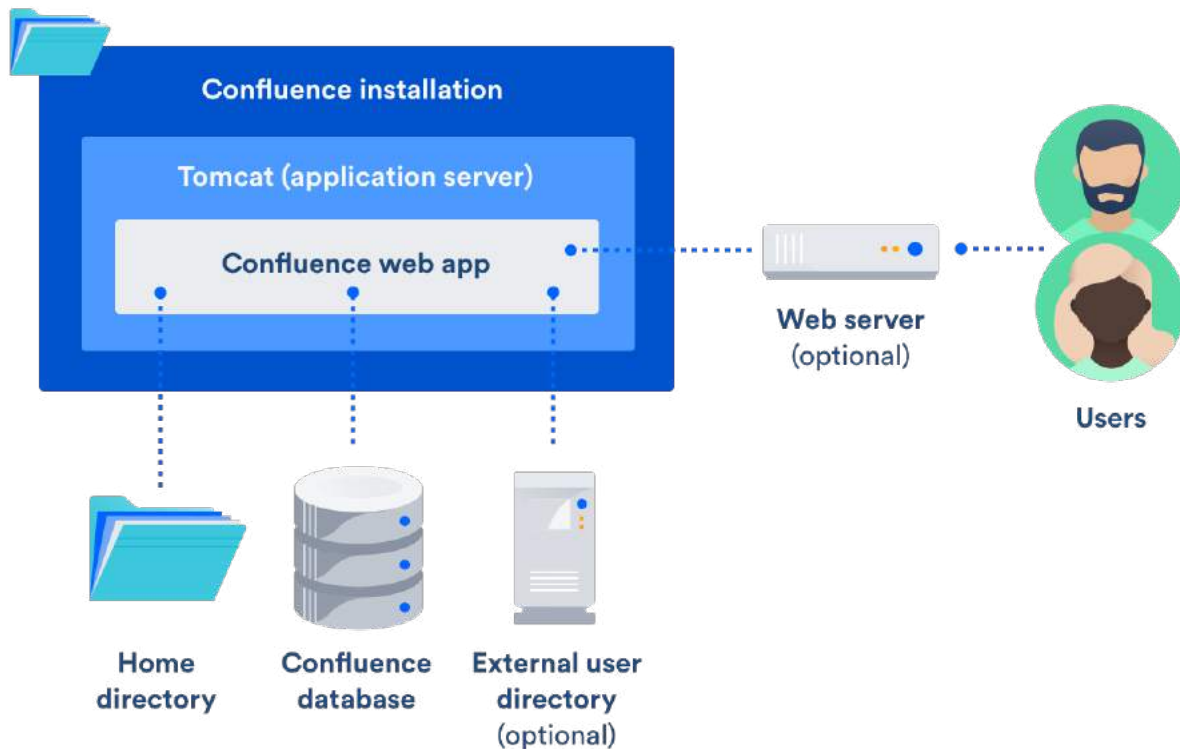 Confluence installation
Tomcat (application server)
Confluence web app
Web server
(optional)
Users
Home
directory
Confluence
database
External user
directory
(optional)